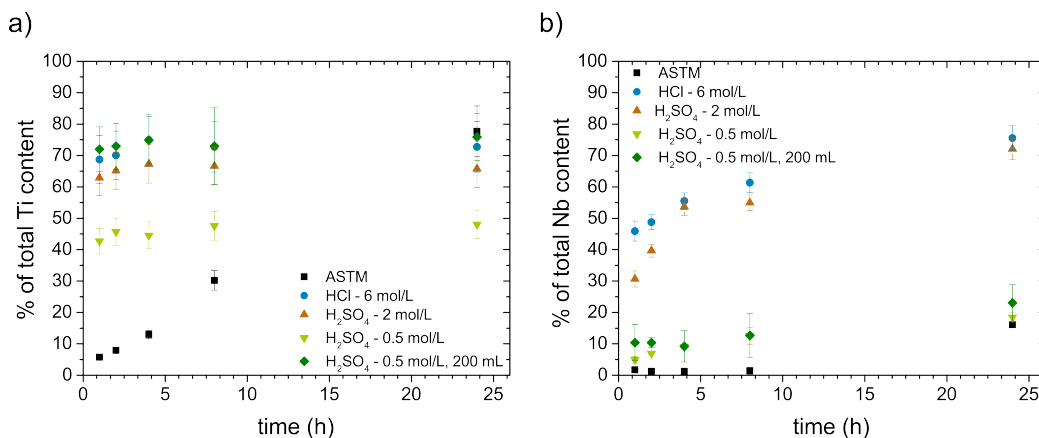 a)
% of total Ti content
100
90
80
70
60
50
40
30
20
10
0
ASTM
HCl - 6 mol/L
H₂SO₄ - 2 mol/L
H₂SO₄ - 0.5 mol/L
H₂SO₄ - 0.5 mol/L, 200 mL
0 5 10 15 20 25
time (h)
b)
% of total Nb content
100
90
80
70
60
50
40
30
20
10
0
ASTM
HCl - 6 mol/L
H₂SO₄ - 2 mol/L
H₂SO₄ - 0.5 mol/L
H₂SO₄ - 0.5 mol/L, 200 mL
0 5 10 15 20 25
time (h)